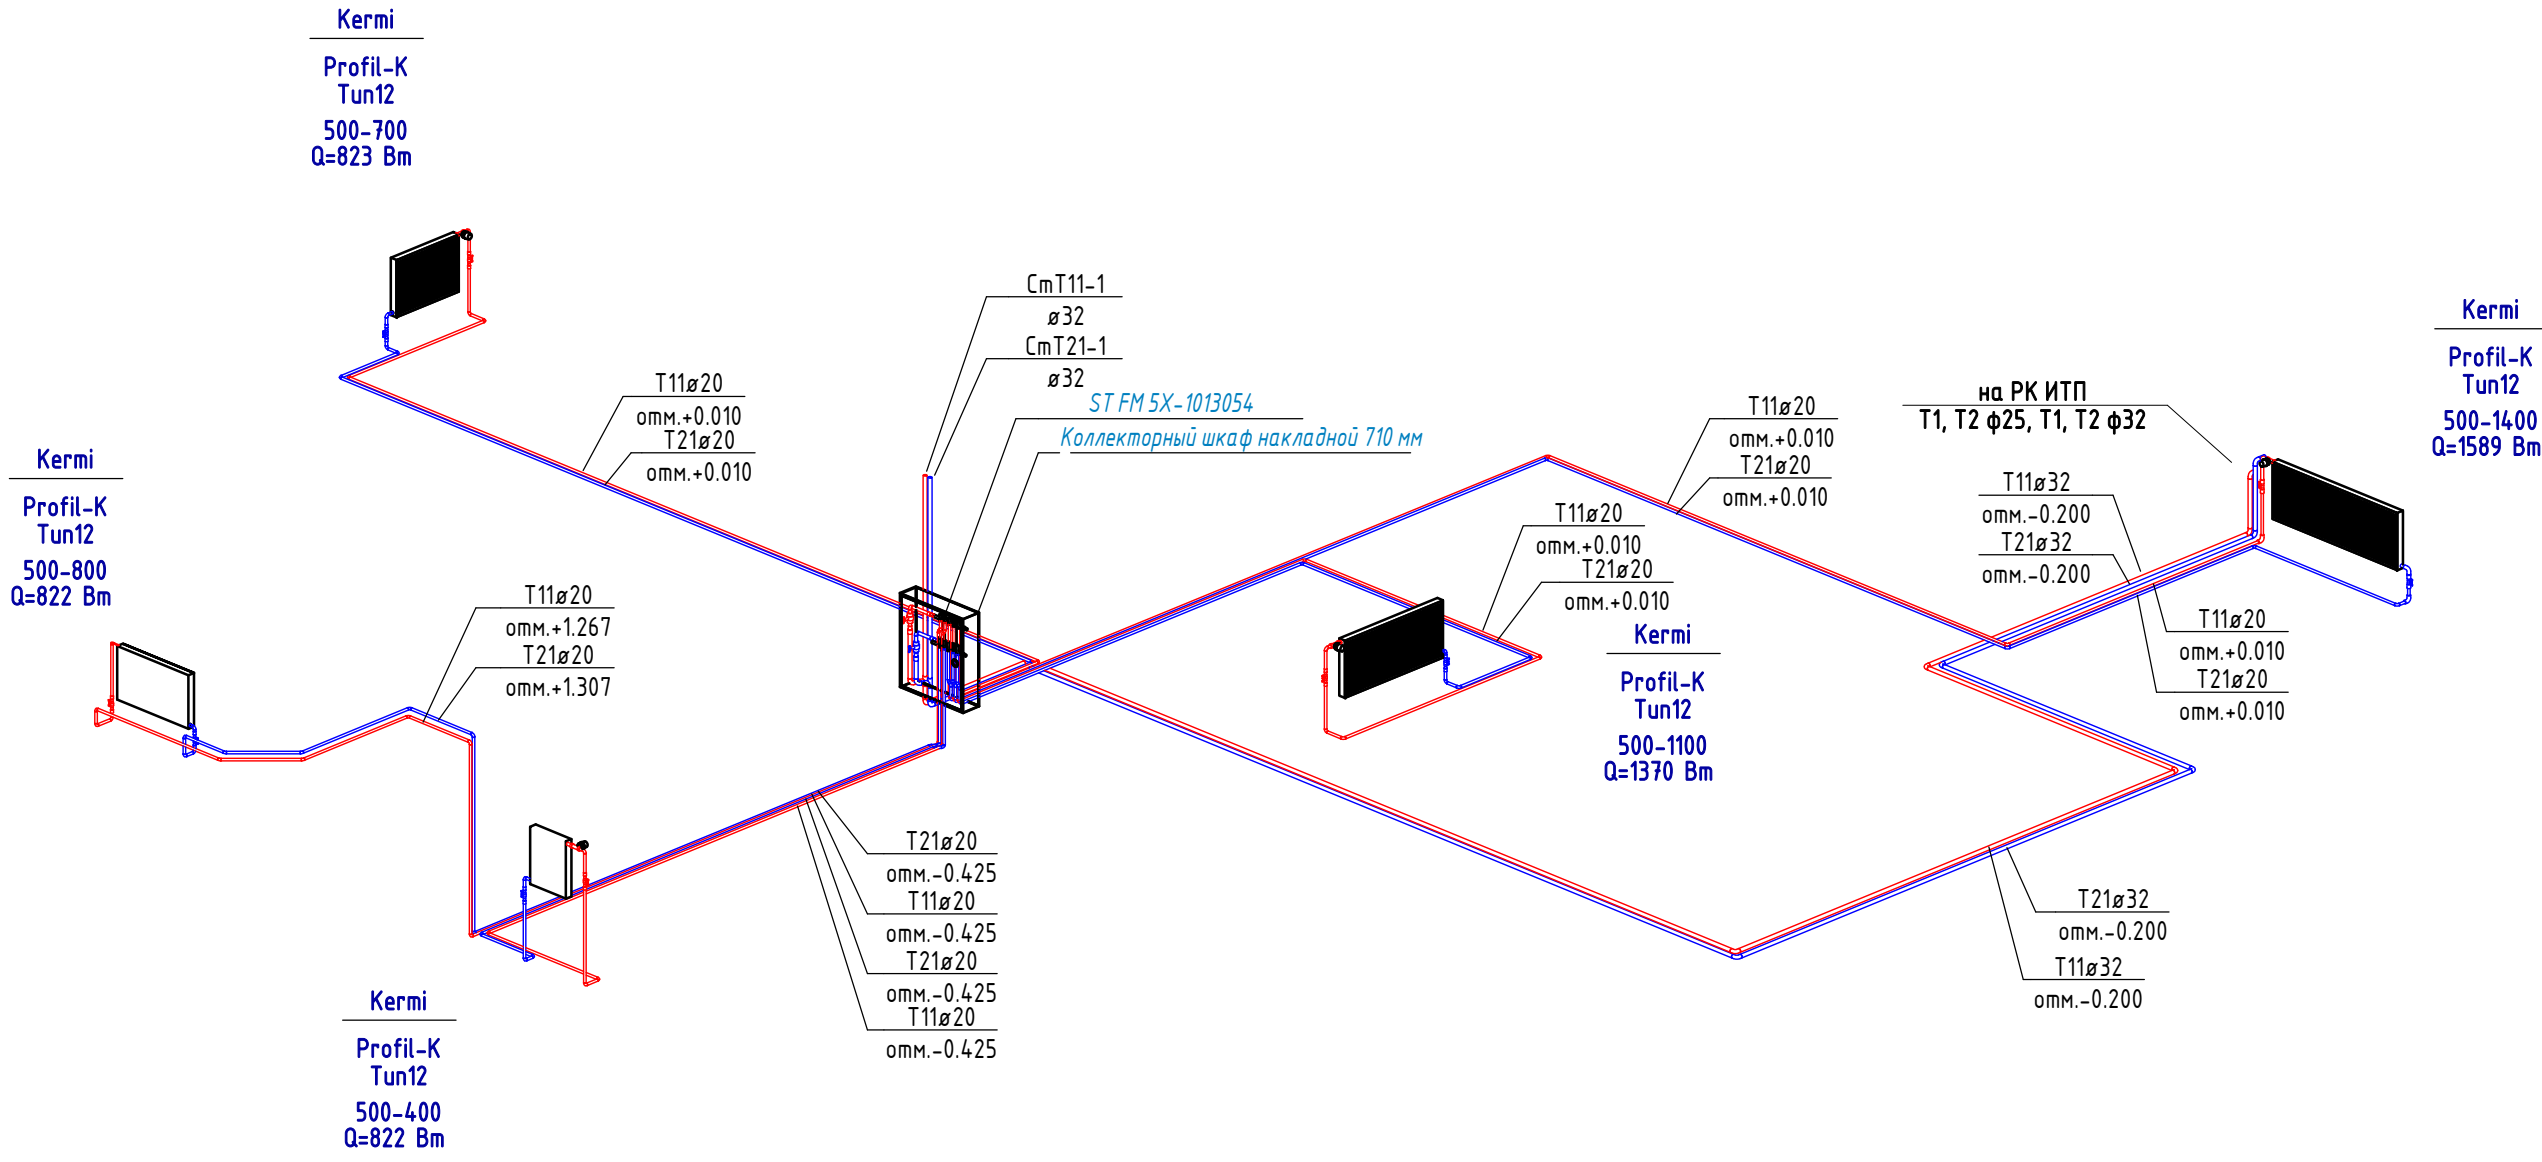 Kermi
Profil-K
Тип12
500-700
Q=823 Вт
Kermi
Profil-K
Тип12
500-800
Q=822 Вт
Т11ø20
отм.+0.010
Т21ø20
отм.+0.010
СтТ11-1
ø32
СтТ21-1
ø32
ST FM 5X-1013054
Коллекторный шкаф накладной 710 мм
Т11ø20
отм.+1.267
Т21ø20
отм.+1.307
Т11ø20
отм.+0.010
Т21ø20
отм.+0.010
Т11ø20
отм.+0.010
Т21ø20
отм.+0.010
Kermi
Profil-K
Тип12
500-1100
Q=1370 Вт
на РК ИТП
Т1, Т2 ф25, Т1, Т2 ф32
Kermi
Profil-K
Тип12
500-1400
Q=1589 Вт
Т11ø32
отм.-0.200
Т21ø32
отм.-0.200
Т11ø20
отм.+0.010
Т21ø20
отм.+0.010
Т21ø20
отм.-0.425
Т11ø20
отм.-0.425
Т21ø20
отм.-0.425
Т11ø20
отм.-0.425
Т21ø32
отм.-0.200
Т11ø32
отм.-0.200
Kermi
Profil-K
Тип12
500-400
Q=822 Вт